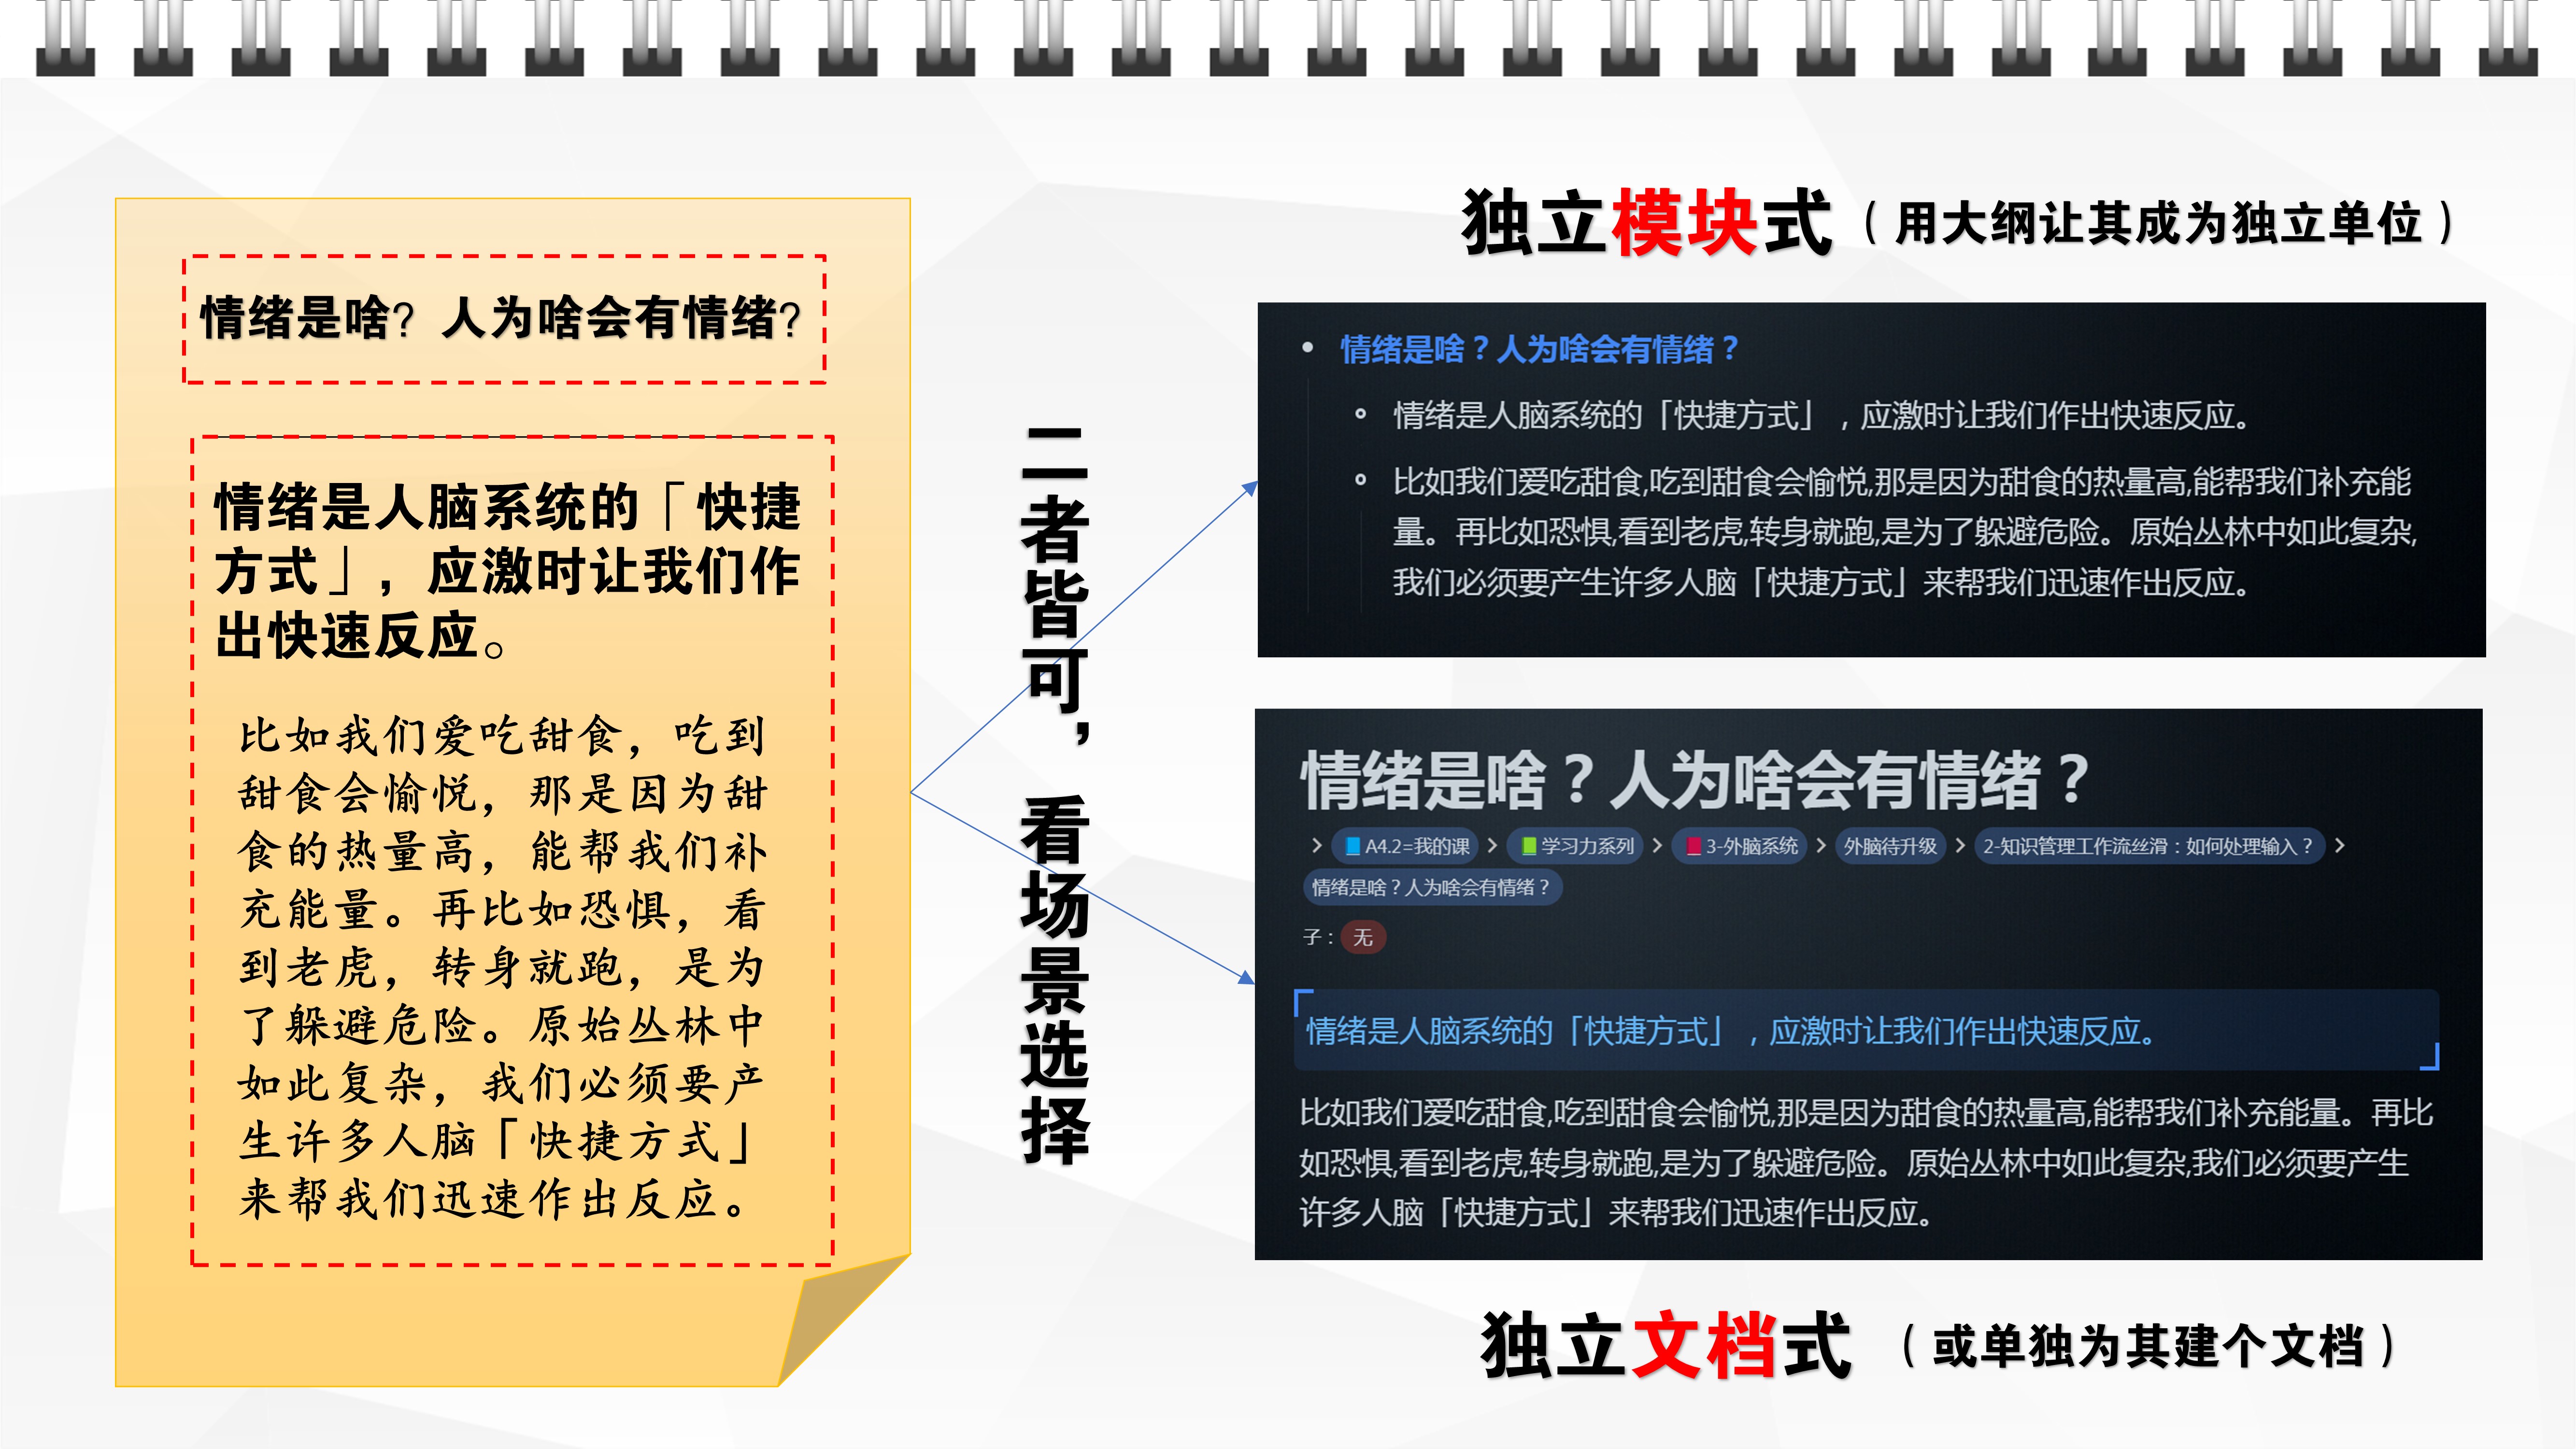 情绪是啥？人为啥会有情绪？
情绪是人脑系统的「快捷
方式」，应激时让我们作
出快速反应。
比如我们爱吃甜食，吃到
甜食会愉悦，那是因为甜
食的热量高，能帮我们补
充能量。再比如恐惧，看
到老虎，转身就跑，是为
了躲避危险。原始丛林中
如此复杂，我们必须要产
生许多人脑「快捷方式」
来帮我们迅速作出反应。
二者皆可，看场景选择
独立模块式（用大纲让其成为独立单位）
• 情绪是啥？人为啥会有情绪？
情绪是人脑系统的「快捷方式」，应激时让我们作出快速反应。
比如我们爱吃甜食,吃到甜食会愉悦,那是因为甜食的热量高,能帮我们补充能
量。再比如恐惧,看到老虎,转身就跑,是为了躲避危险。原始丛林中如此复杂,
我们必须要产生许多人脑「快捷方式」来帮我们迅速作出反应。
情绪是啥？人为啥会有情绪？
> A4.2=我的课 > 学习力系列 > 3-外脑系统 > 外脑待升级 > 2-知识管理工作流丝滑：如何处理输入？ >
情绪是啥？人为啥会有情绪？
子：无
情绪是人脑系统的「快捷方式」，应激时让我们作出快速反应。
比如我们爱吃甜食,吃到甜食会愉悦,那是因为甜食的热量高,能帮我们补充能量。再比
如恐惧,看到老虎,转身就跑,是为了躲避危险。原始丛林中如此复杂,我们必须要产生
许多人脑「快捷方式」来帮我们迅速作出反应。
独立文档式（或单独为其建个文档）